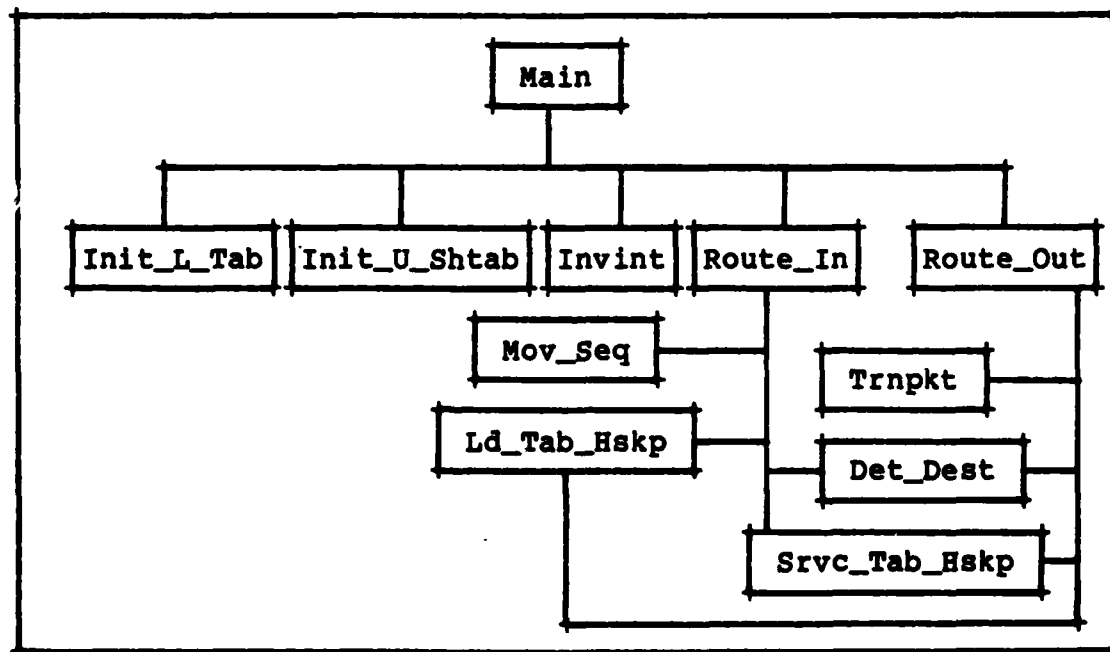 Main
Init_L_Tab Init_U_Shtab Invint Route_In Route_Out
Mov_Seq
Trnpkt
Ld_Tab_Hskp
Det_Dest
Srvc_Tab_Hskp